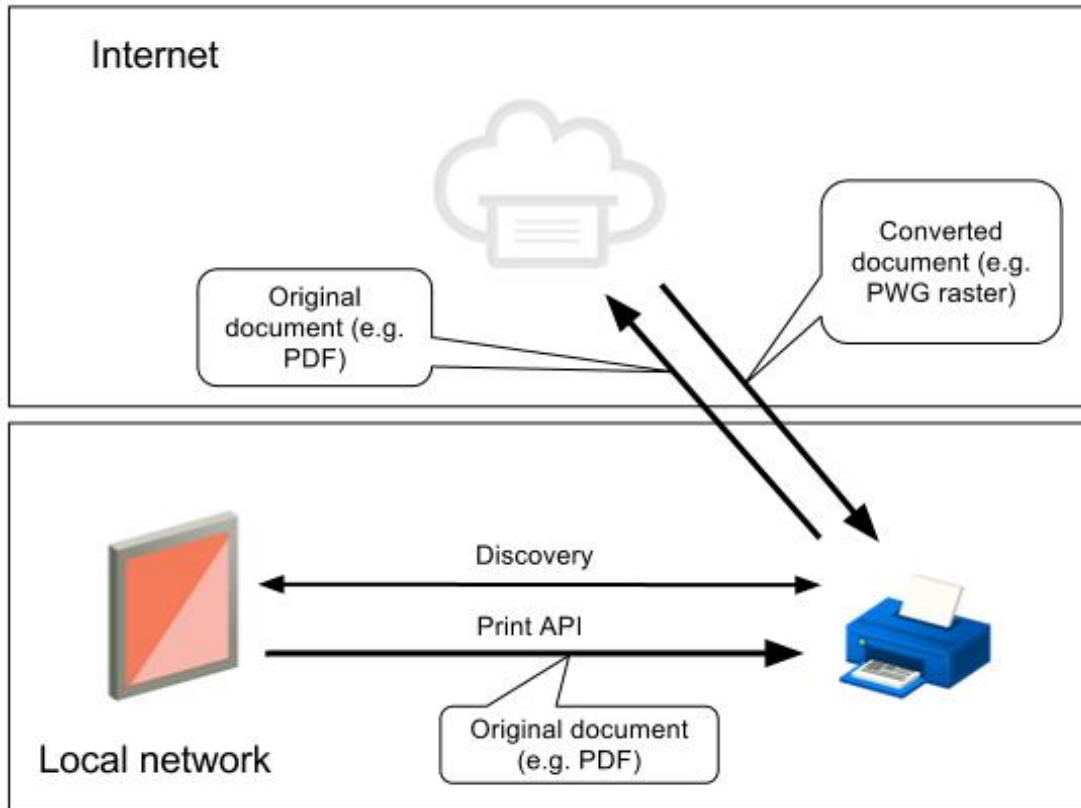 Internet
Converted
document (e.g.
PWG raster)
Original
document (e.g.
PDF)
Discovery
Print API
Original document
(e.g. PDF)
Local network